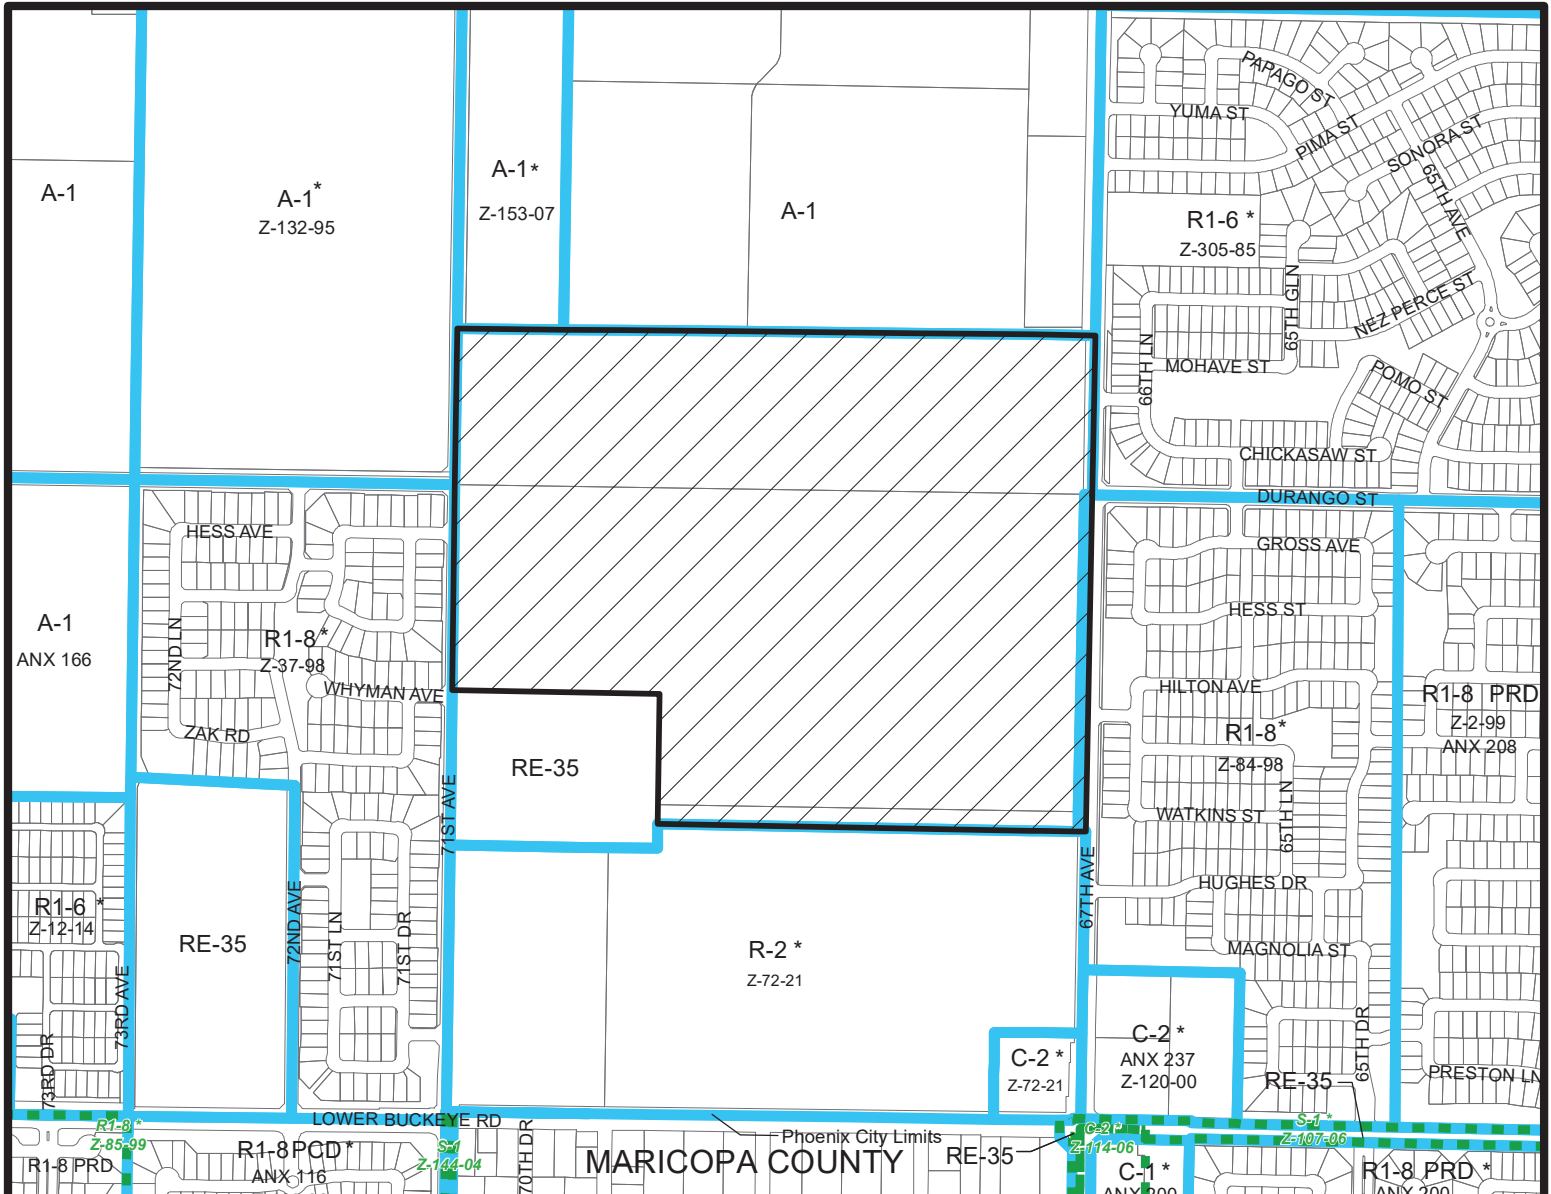 PAPAGO ST
YUMA ST
PIMA ST
SONORA ST
65TH AVE
A-1
A-1*
Z-132-95
A-1*
Z-153-07
A-1
R1-6 *
Z-305-85
65TH GLN
NEZ PERCE ST
66TH LN
MOHAVE ST
POMO ST
CHICKASAW ST
DURANGO ST
HESS AVE
GROSS AVE
HESS ST
A-1
ANX 166
72ND LN
R1-8*
Z-37-98
WHYMAN AVE
ZAK RD
HILTON AVE
R1-8 PRD
Z-2-99
ANX 208
R1-8*
Z-84-98
RE-35
71ST AVE
WATKINS ST
65TH LN
HUGHES DR
67TH AVE
MAGNOLIA ST
R1-6 *
Z-12-14
RE-35
72ND AVE
71ST LN
71ST DR
73RD AVE
73RD DR
R-2 *
Z-72-21
C-2 *
Z-72-21
C-2 *
ANX 237
Z-120-00
65TH DR
RE-35
PRESTON LN
LOWER BUCKEYE RD
R1-8 *
Z-85-99
R1-8 PRD
R1-8 PCD *
ANX 116
S-1
Z-144-04
70TH DR
Phoenix City Limits
MARICOPA COUNTY
RE-35
C-2 *
Z-114-06
S-1 *
Z-107-06
C-1 *
ANX 200
R1-8 PRD *
ANX 200